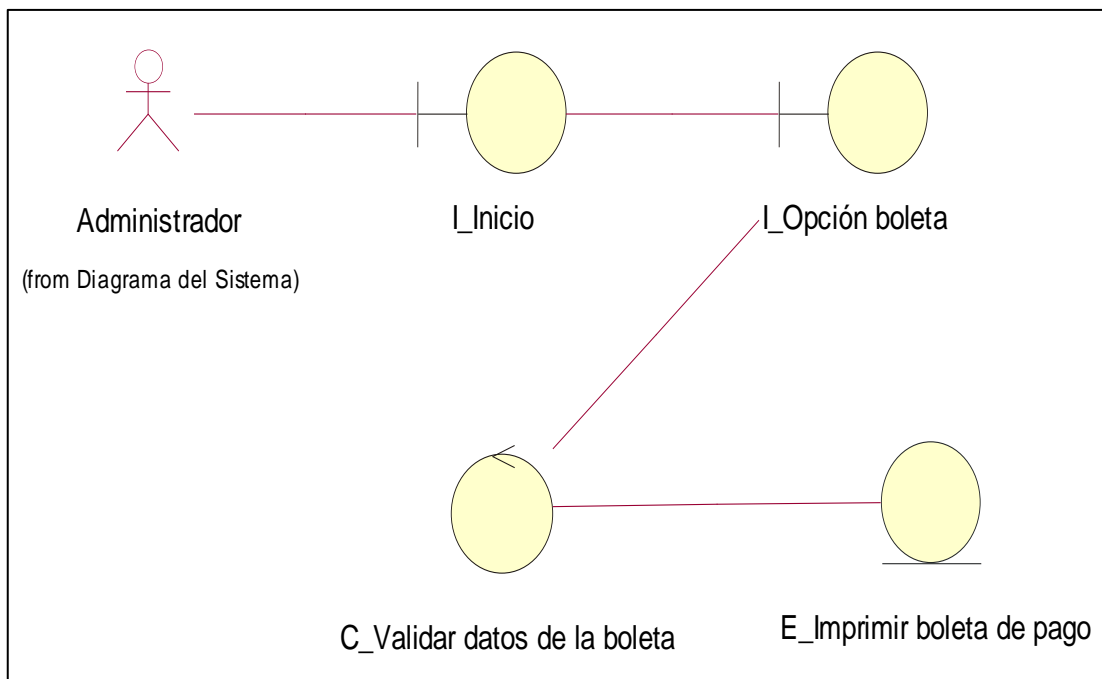 Administrador
(from Diagrama del Sistema)
I_Inicio
I_Opción boleta
C_Validar datos de la boleta
E_Imprimir boleta de pago